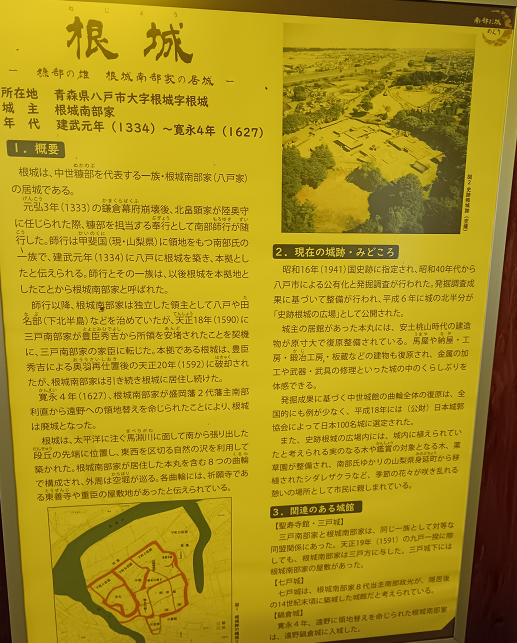 南部お城
めぐり
ねじょう
根城
― 糠部の雄 根城南部家の居城 ―
所在地 青森県八戸市大字根城字根城
城主 根城南部家
年代 建武元年(1334)~寛永4年(1627)
1.概要
根城は、中世糠部を代表する一族・根城南部家(八戸家)
の居城である。
元弘3年(1333)の鎌倉幕府崩壊後、北畠顕家が陸奥守
に任じられた際、糠部を担当する奉行として南部師行が随
行した。師行は甲斐国(現・山梨県)に領地をもつ南部氏の
一族で、建武元年(1334)に八戸に根城を築き、本拠とし
たと伝えられる。師行とその一族は、以後根城を本拠地と
したことから根城南部家と呼ばれた。
師行以降、根城南部家は独立した領主として八戸や田
名部(下北半島)などを治めていたが、天正18年(1590)に
三戸南部家が豊臣秀吉から所領を安堵されたことを契機
に、三戸南部家の家臣に転じた。本拠である根城は、豊臣
秀吉による奥羽再仕置後の天正20年(1592)に破却され
たが、根城南部家は引き続き根城に居住し続けた。
寛永4年(1627)、根城南部家が盛岡藩2代藩主南部
利直から遠野への領地替えを命じられたことにより、根城
は廃城となった。
根城は、太平洋に注ぐ馬淵川に面して南から張り出した
段丘の先端に位置し、東西を区切る自然の沢を利用して
築かれた。根城南部家が居住した本丸を含む8つの曲輪
で構成され、外周は空堀が巡る。各曲輪には、祈願寺であ
る東善寺や重臣の屋敷地があったと伝えられている。
図2 史跡根城跡(空撮)
2.現在の城跡・みどころ
昭和16年(1941)国史跡に指定され、昭和40年代から
八戸市による公有化と発掘調査が行われた。発掘調査成
果に基づいて整備が行われ、平成6年に城の北半分が
「史跡根城の広場」として公開された。
城主の居館があった本丸には、安土桃山時代の建造
物が原寸大で復原整備されている。馬屋や納屋・工
房・鍛冶工房・板蔵などの建物も復原され、金属の加
工や武器・武具の修理といった城の中のくらしぶりを
体感できる。
発掘成果に基づく中世城館の曲輪全体の復原は、全
国的にも例が少なく、平成18年には(公財)日本城郭
協会によって日本100名城に選定された。
また、史跡根城の広場内には、城内に植えられてい
たと考えられる実のなる木や鑑賞の対象となる木、薬
草園が整備され、南部氏ゆかりの山梨県身延町から移
植されたシダレザクラなど、季節の花々が咲き乱れる
憩いの場所として市民に親しまれている。
3.関連のある城館
【聖寿寺館・三戸城】
三戸南部家と根城南部家は、同じ一族として対等な
同盟関係にあった。天正19年(1591)の九戸一揆に際
しても、根城南部家は三戸方に与した。三戸城下には
根城南部家の屋敷があった。
【七戸城】
七戸城は、根城南部家8代当主南部政光が、隠居後
の14世紀末頃に築城した城館だと考えられている。
【鍋倉城】
寛永4年、遠野に領地替えを命じられた根城南部家
は、遠野鍋倉城に入城した。